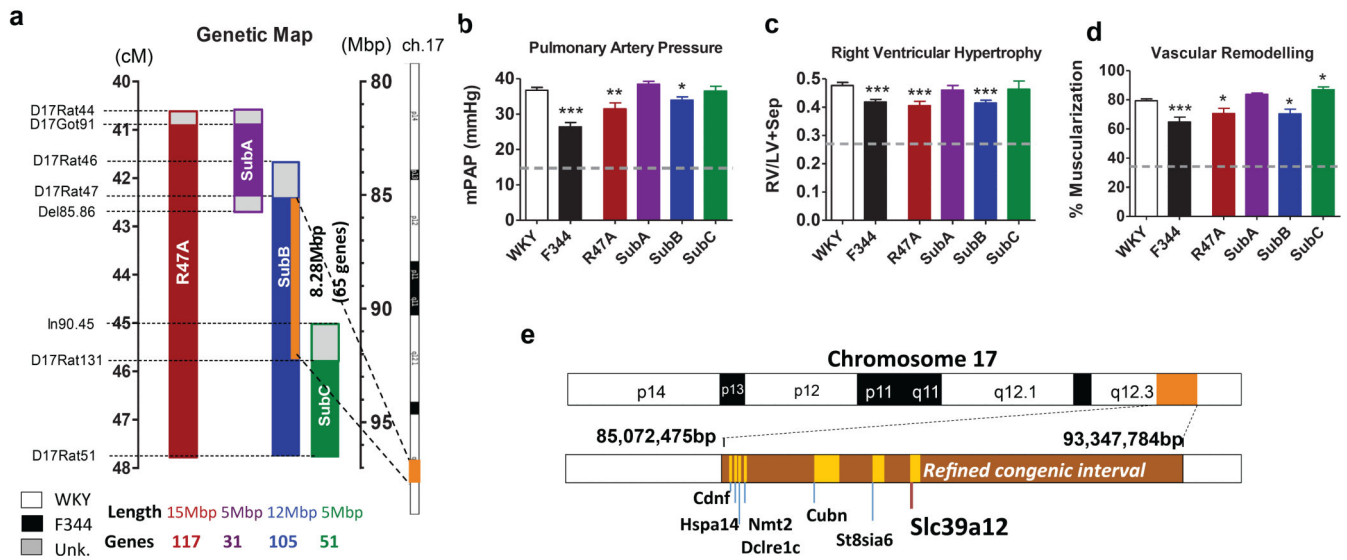 a
Genetic Map
(cM)
(Mbp)
ch.17
40
41
42
43
44
45
46
47
48
D17Rat44
D17Got91
D17Rat46
D17Rat47
Del85.86
In90.45
D17Rat131
D17Rat51
R47A
SubA
SubB
SubC
8.28Mbp
(65 genes)
80
85
90
95
p14
p12
p11
q11
WKY
F344
Unk.
Length 15Mbp 5Mbp 12Mbp 5Mbp
Genes 117 31 105 51
b
Pulmonary Artery Pressure
mPAP (mmHg)
40
30
20
10
0
*** ** *
WKY F344 R47A SubA SubB SubC
c
Right Ventricular Hypertrophy
RV/LV+Sep
0.5
0.4
0.3
0.2
0.1
0.0
*** *** ***
WKY F344 R47A SubA SubB SubC
d
Vascular Remodelling
% Muscularization
100
80
60
40
20
0
*** * * *
WKY F344 R47A SubA SubB SubC
e
Chromosome 17
p14 p13 p12 p11 q11 q12.1 q12.3
85,072,475bp 93,347,784bp
Refined congenic interval
Cdnf
Hspa14
Nmt2
Dclre1c
Cubn
St8sia6
Slc39a12